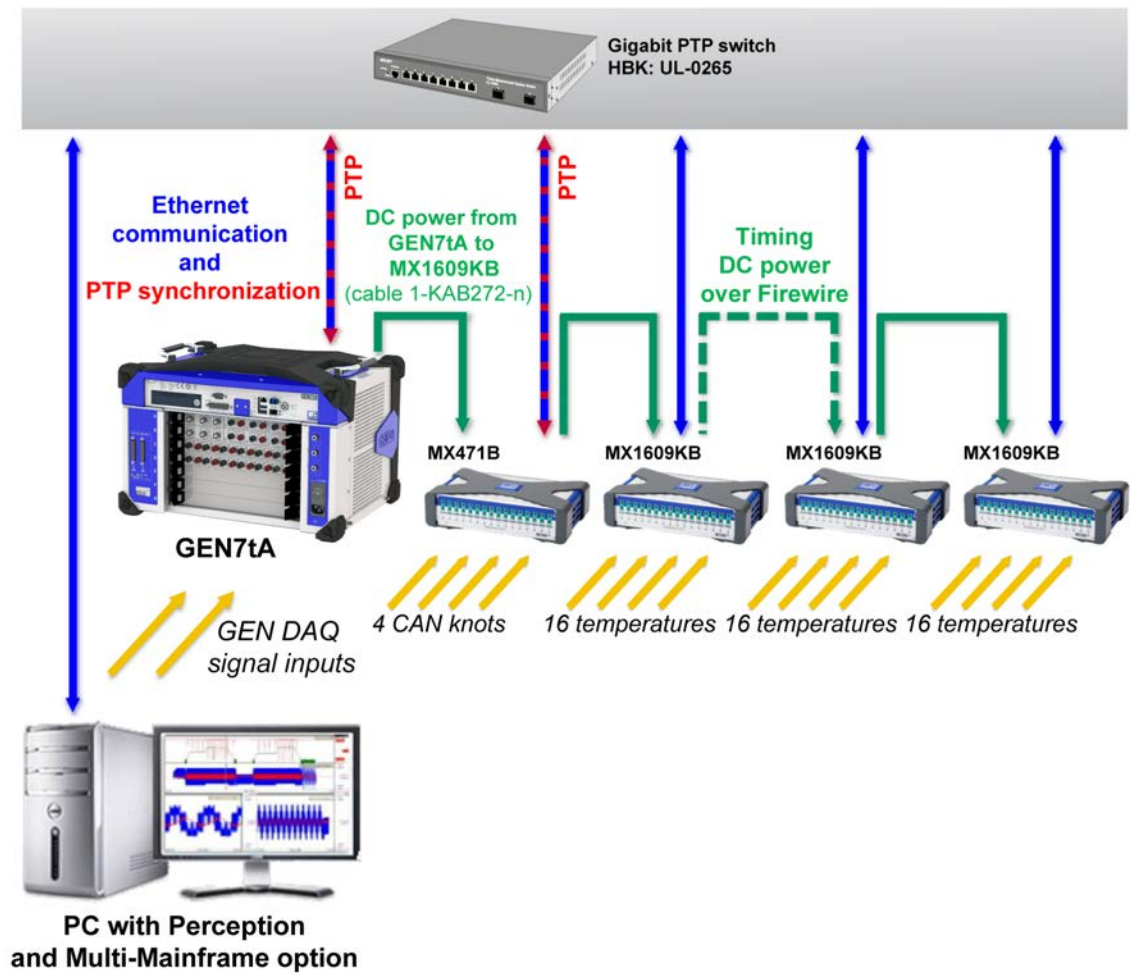 Gigabit PTP switch
HBK: UL-0265
PTP
PTP
Ethernet
communication
and
PTP synchronization
DC power from
GEN7tA to
MX1609KB
(cable 1-KAB272-n)
Timing
DC power
over Firewire
MX471B
MX1609KB
MX1609KB
MX1609KB
GEN7tA
GEN DAQ
signal inputs
4 CAN knots
16 temperatures
16 temperatures
16 temperatures
PC with Perception
and Multi-Mainframe option